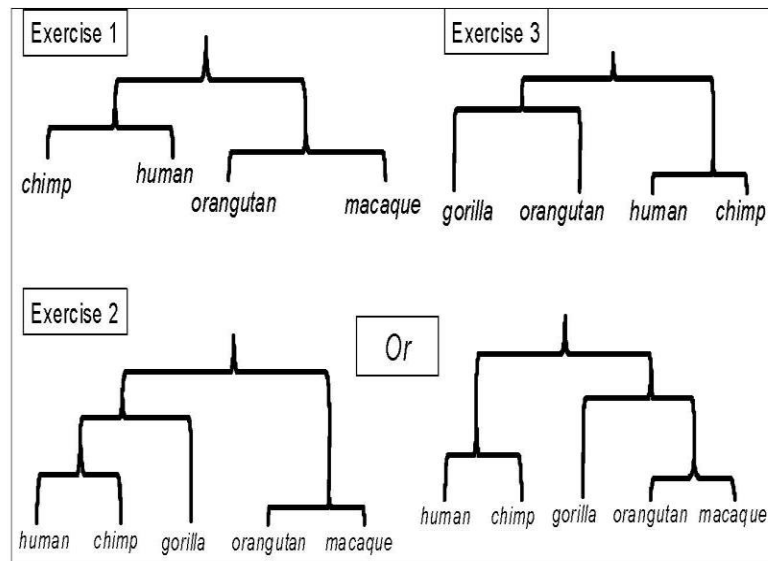 Exercise 1
chimp
human
orangutan
macaque
Exercise 3
gorilla
orangutan
human
chimp
Exercise 2
human
chimp
gorilla
orangutan
macaque
Or
human
chimp
gorilla
orangutan
macaque